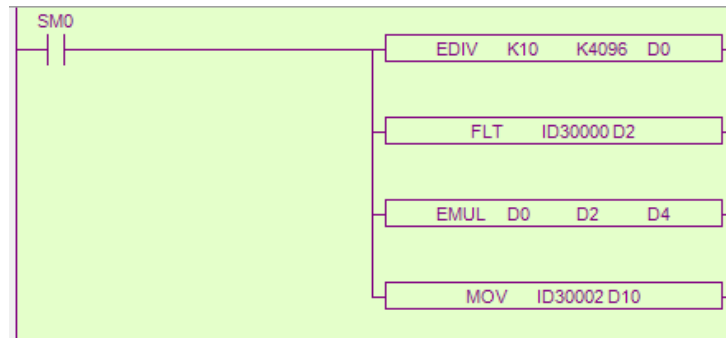 SM0
EDIV K10 K4096 D0
FLT ID30000 D2
EMUL D0 D2 D4
MOV ID30002 D10